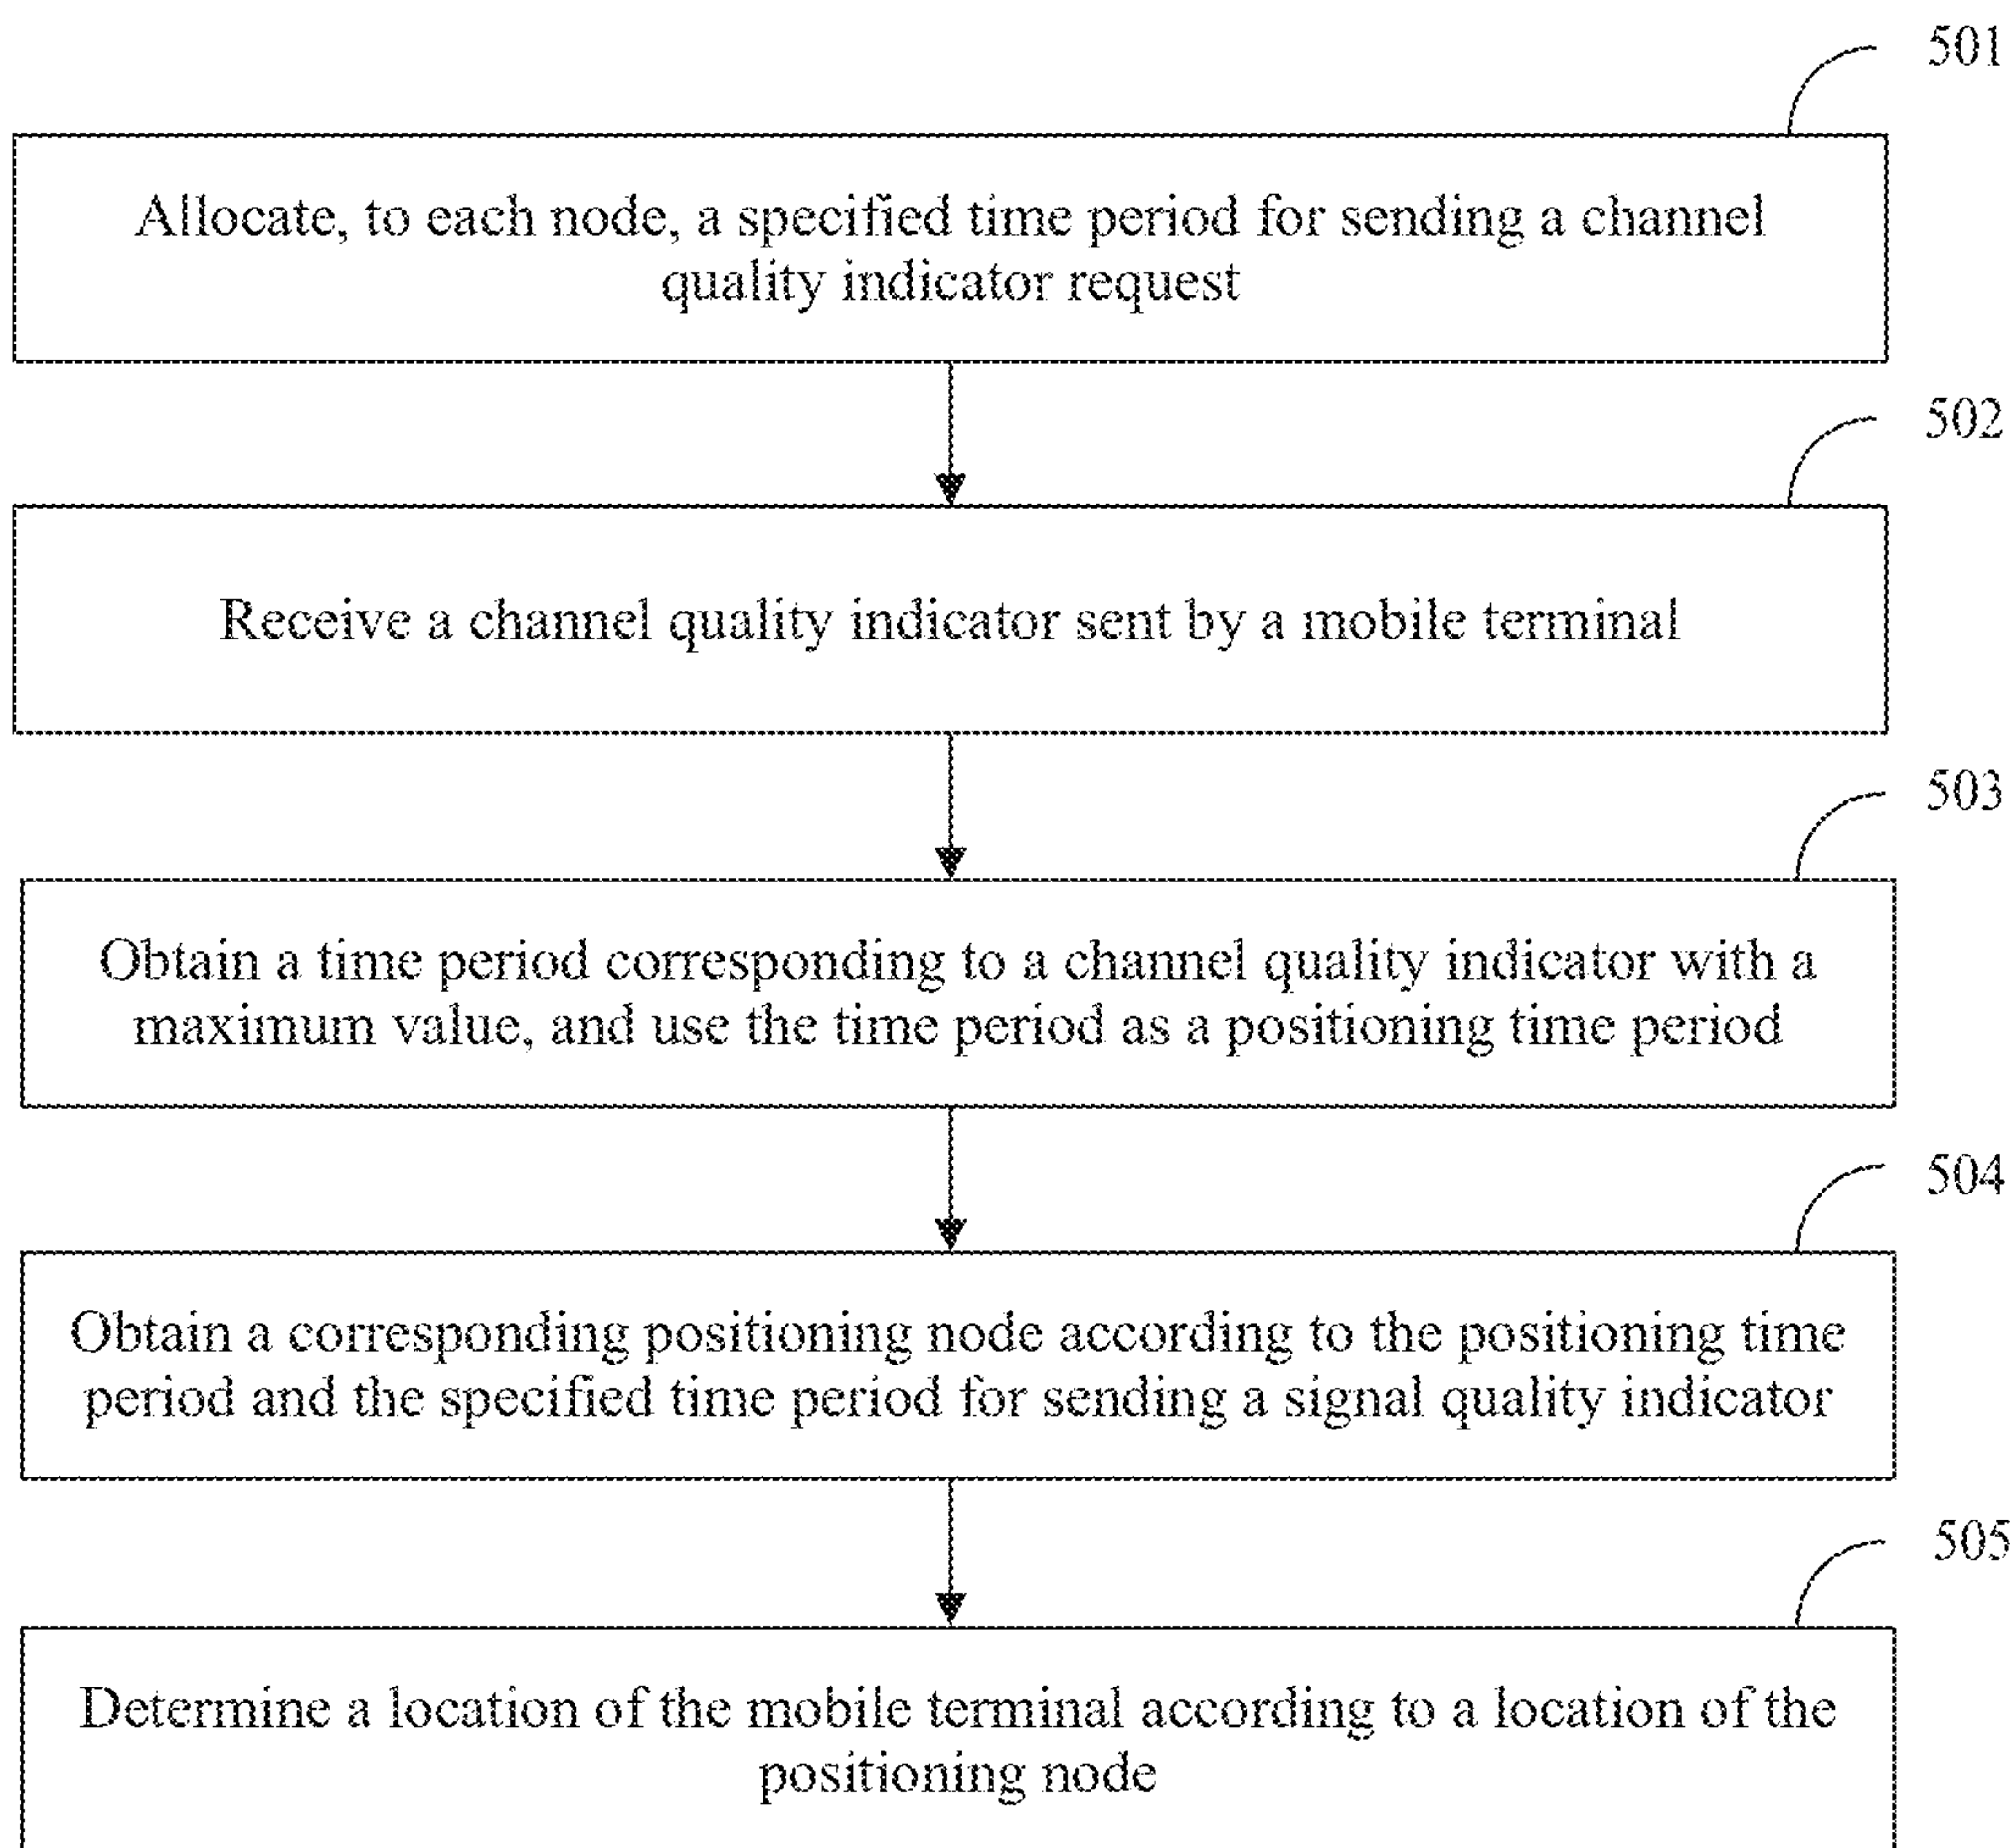 501
Allocate, to each node, a specified time period for sending a channel
quality indicator request
502
Receive a channel quality indicator sent by a mobile terminal
503
Obtain a time period corresponding to a channel quality indicator with a
maximum value, and use the time period as a positioning time period
504
Obtain a corresponding positioning node according to the positioning time
period and the specified time period for sending a signal quality indicator
505
Determine a location of the mobile terminal according to a location of the
positioning node